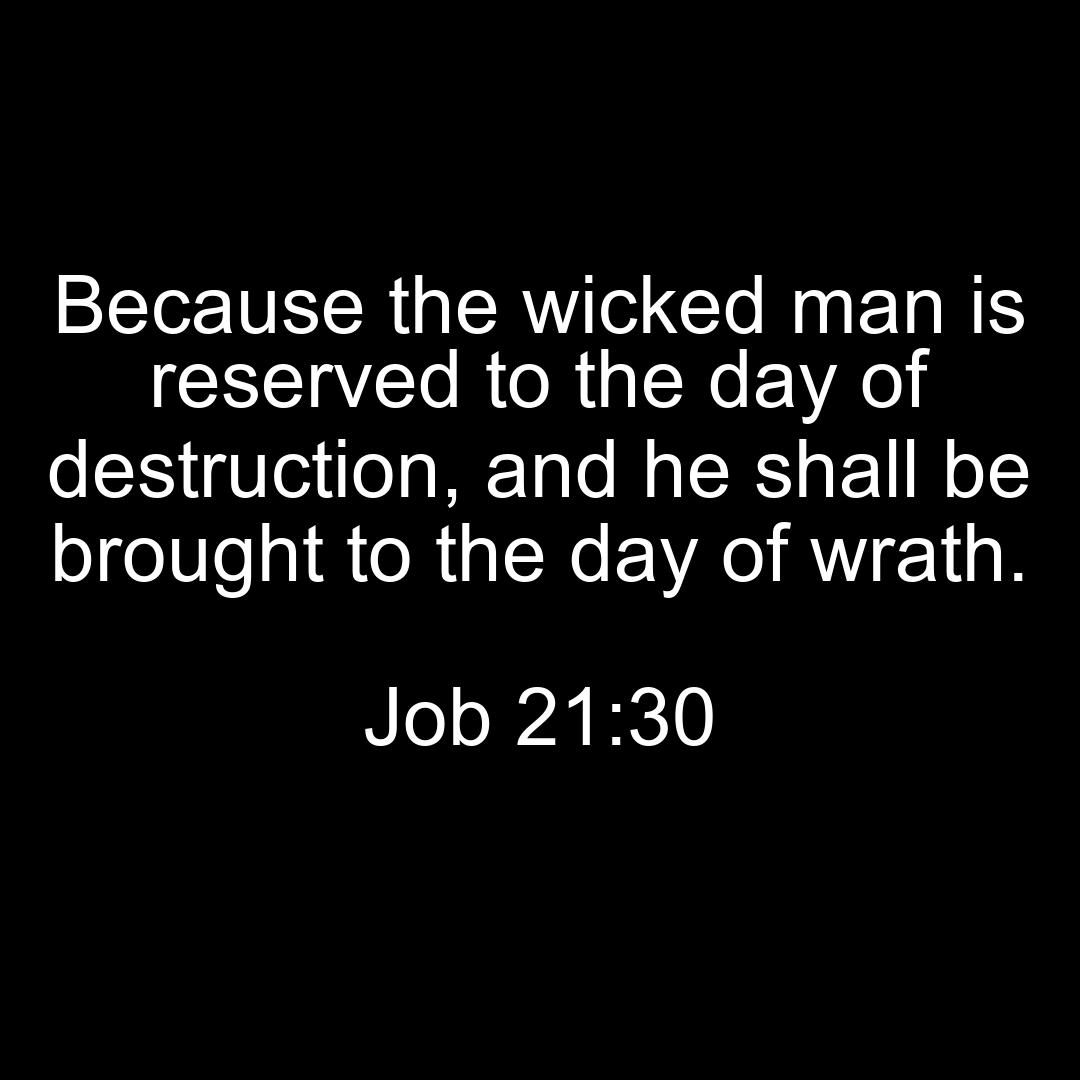 Because the wicked man is
reserved to the day of
destruction, and he shall be
brought to the day of wrath.
Job 21:30